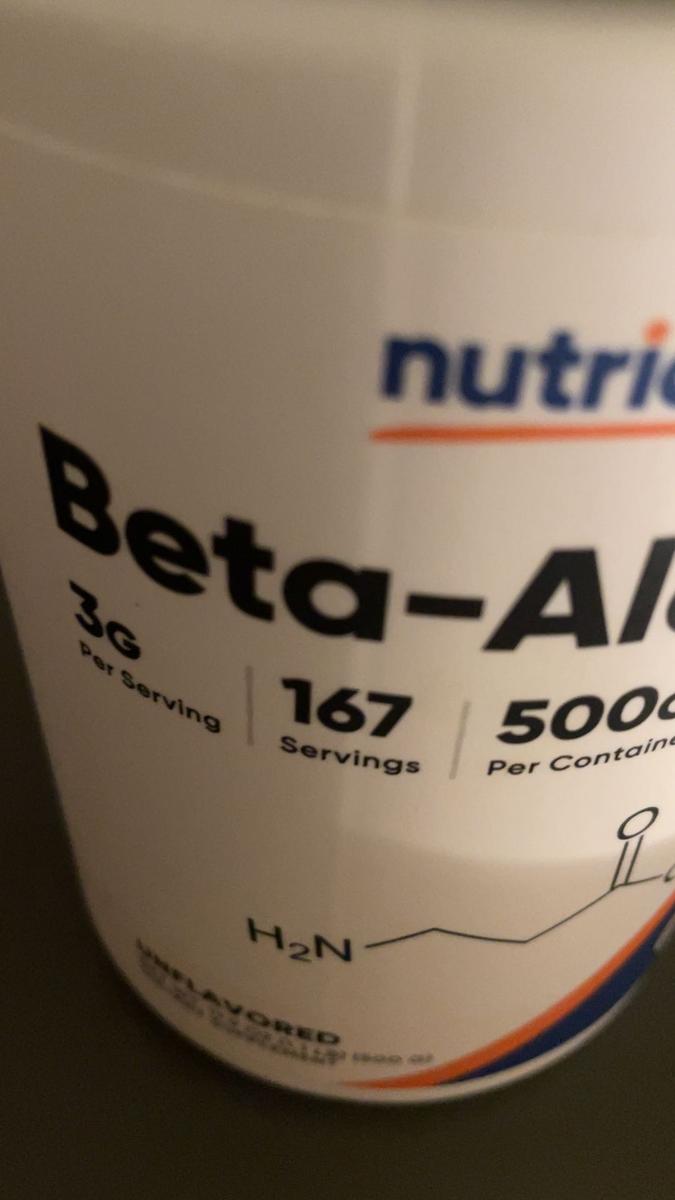 nutri
Beta-Al
3G
Per Serving
167
Servings
500
Per Containe
O
H₂N
UNFLAVORED